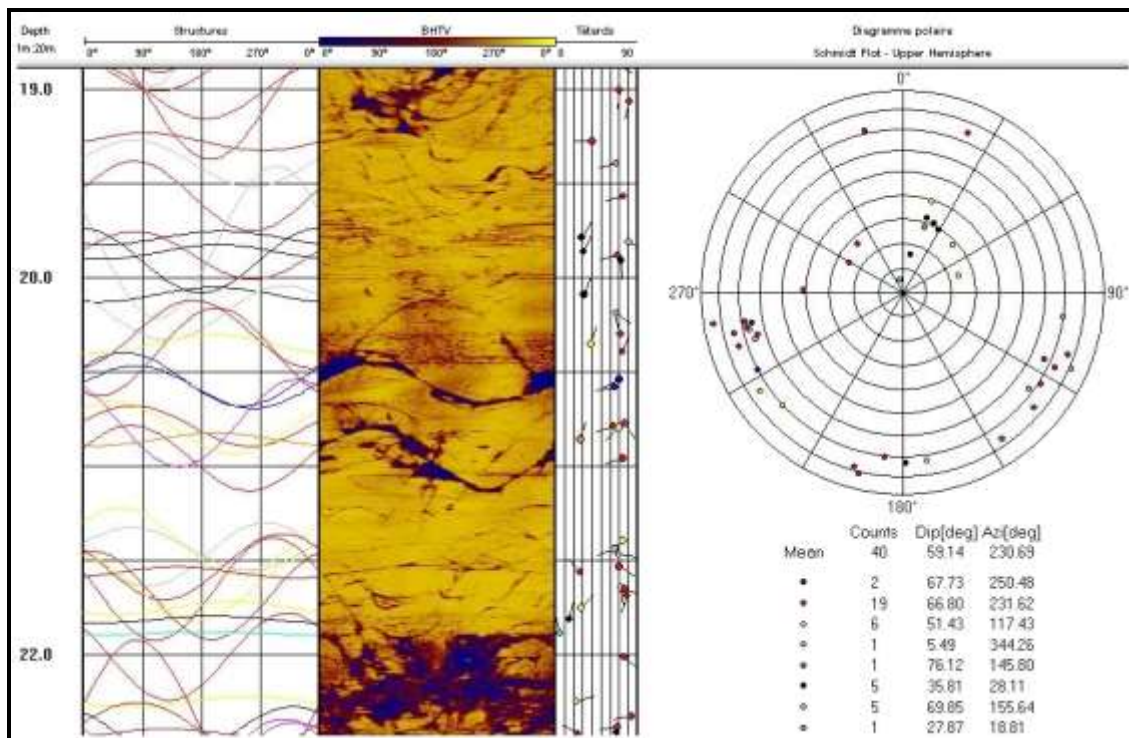 Depth
1m:20m
Structures
0° 90° 180° 270° 0°
BHTV
0° 90° 180° 270° 0°
Têtards
0 90
Diagramme polaire
Schmidt Plot - Upper Hemisphere
0°
90°
180°
270°
19.0
20.0
22.0
Counts Dip[deg] Azi[deg]
Mean 40 59.14 230.69
2 67.73 250.48
19 66.80 231.62
6 51.43 117.43
1 5.49 344.26
1 76.12 145.80
5 35.81 28.11
5 69.85 155.64
1 27.87 18.81